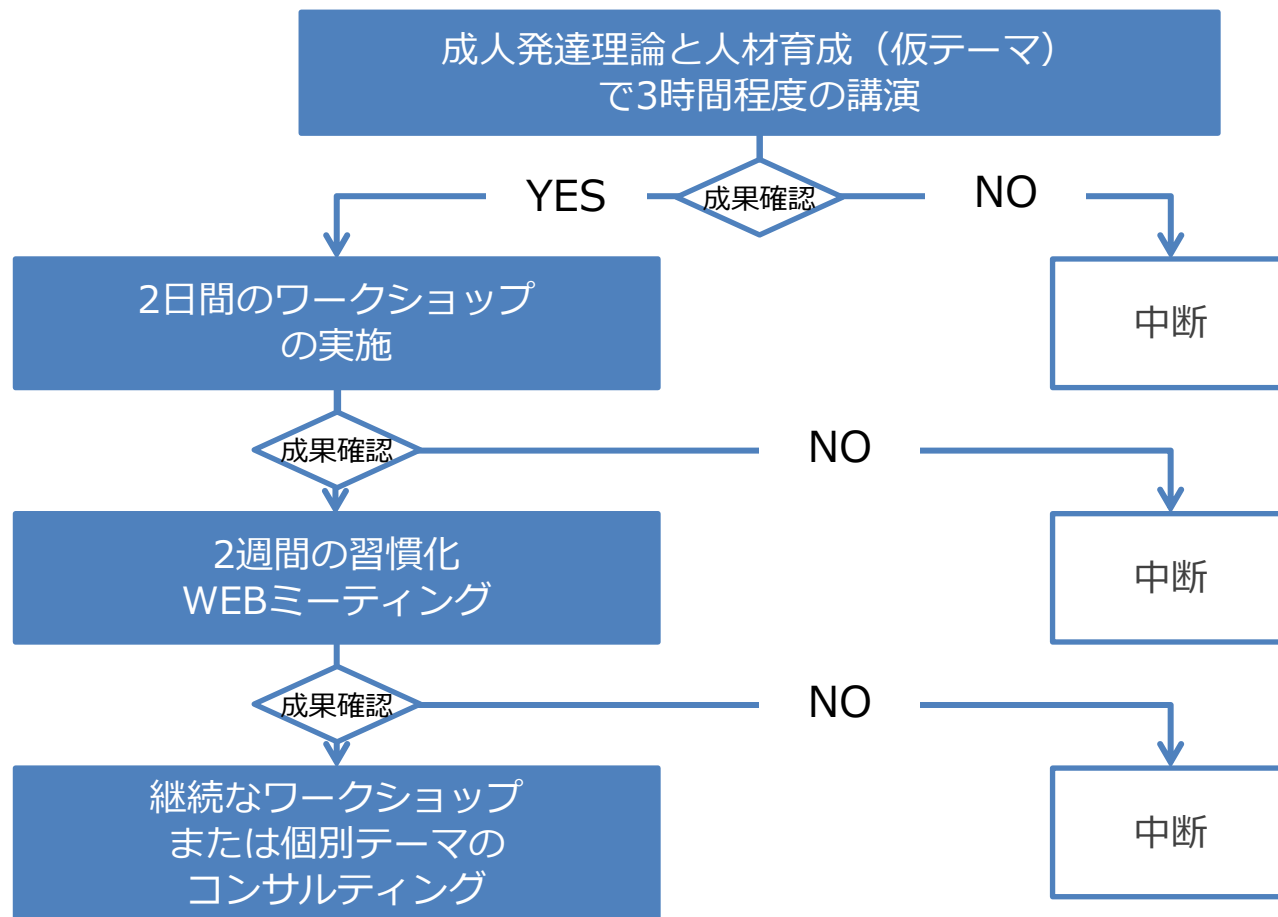 成人発達理論と人材育成（仮テーマ）
で3時間程度の講演
YES
成果確認
NO
2日間のワークショップ
の実施
中断
成果確認
NO
2週間の習慣化
WEBミーティング
中断
成果確認
NO
継続なワークショップ
または個別テーマの
コンサルティング
中断